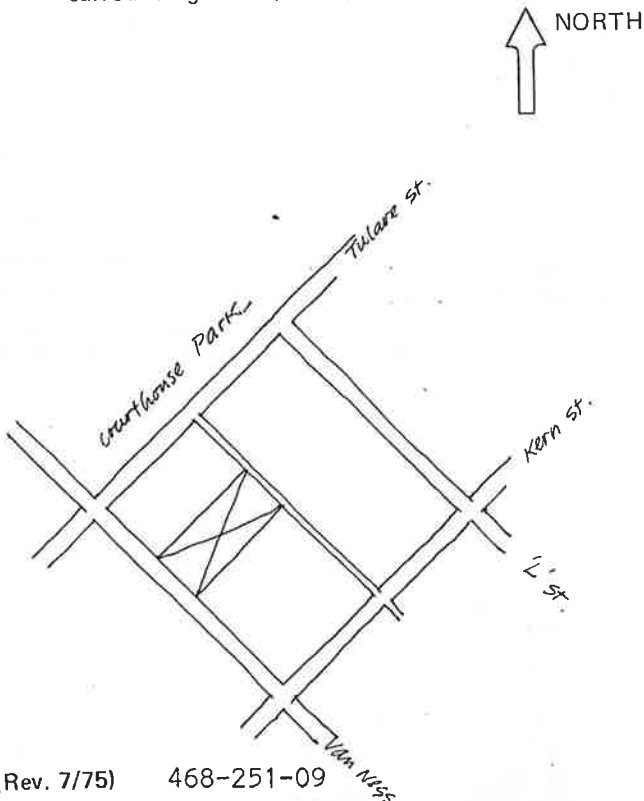 NORTH
Tulare St.
Courthouse Park
Kern St.
'L' St.
Van Ness
(Rev. 7/75) 468-251-09